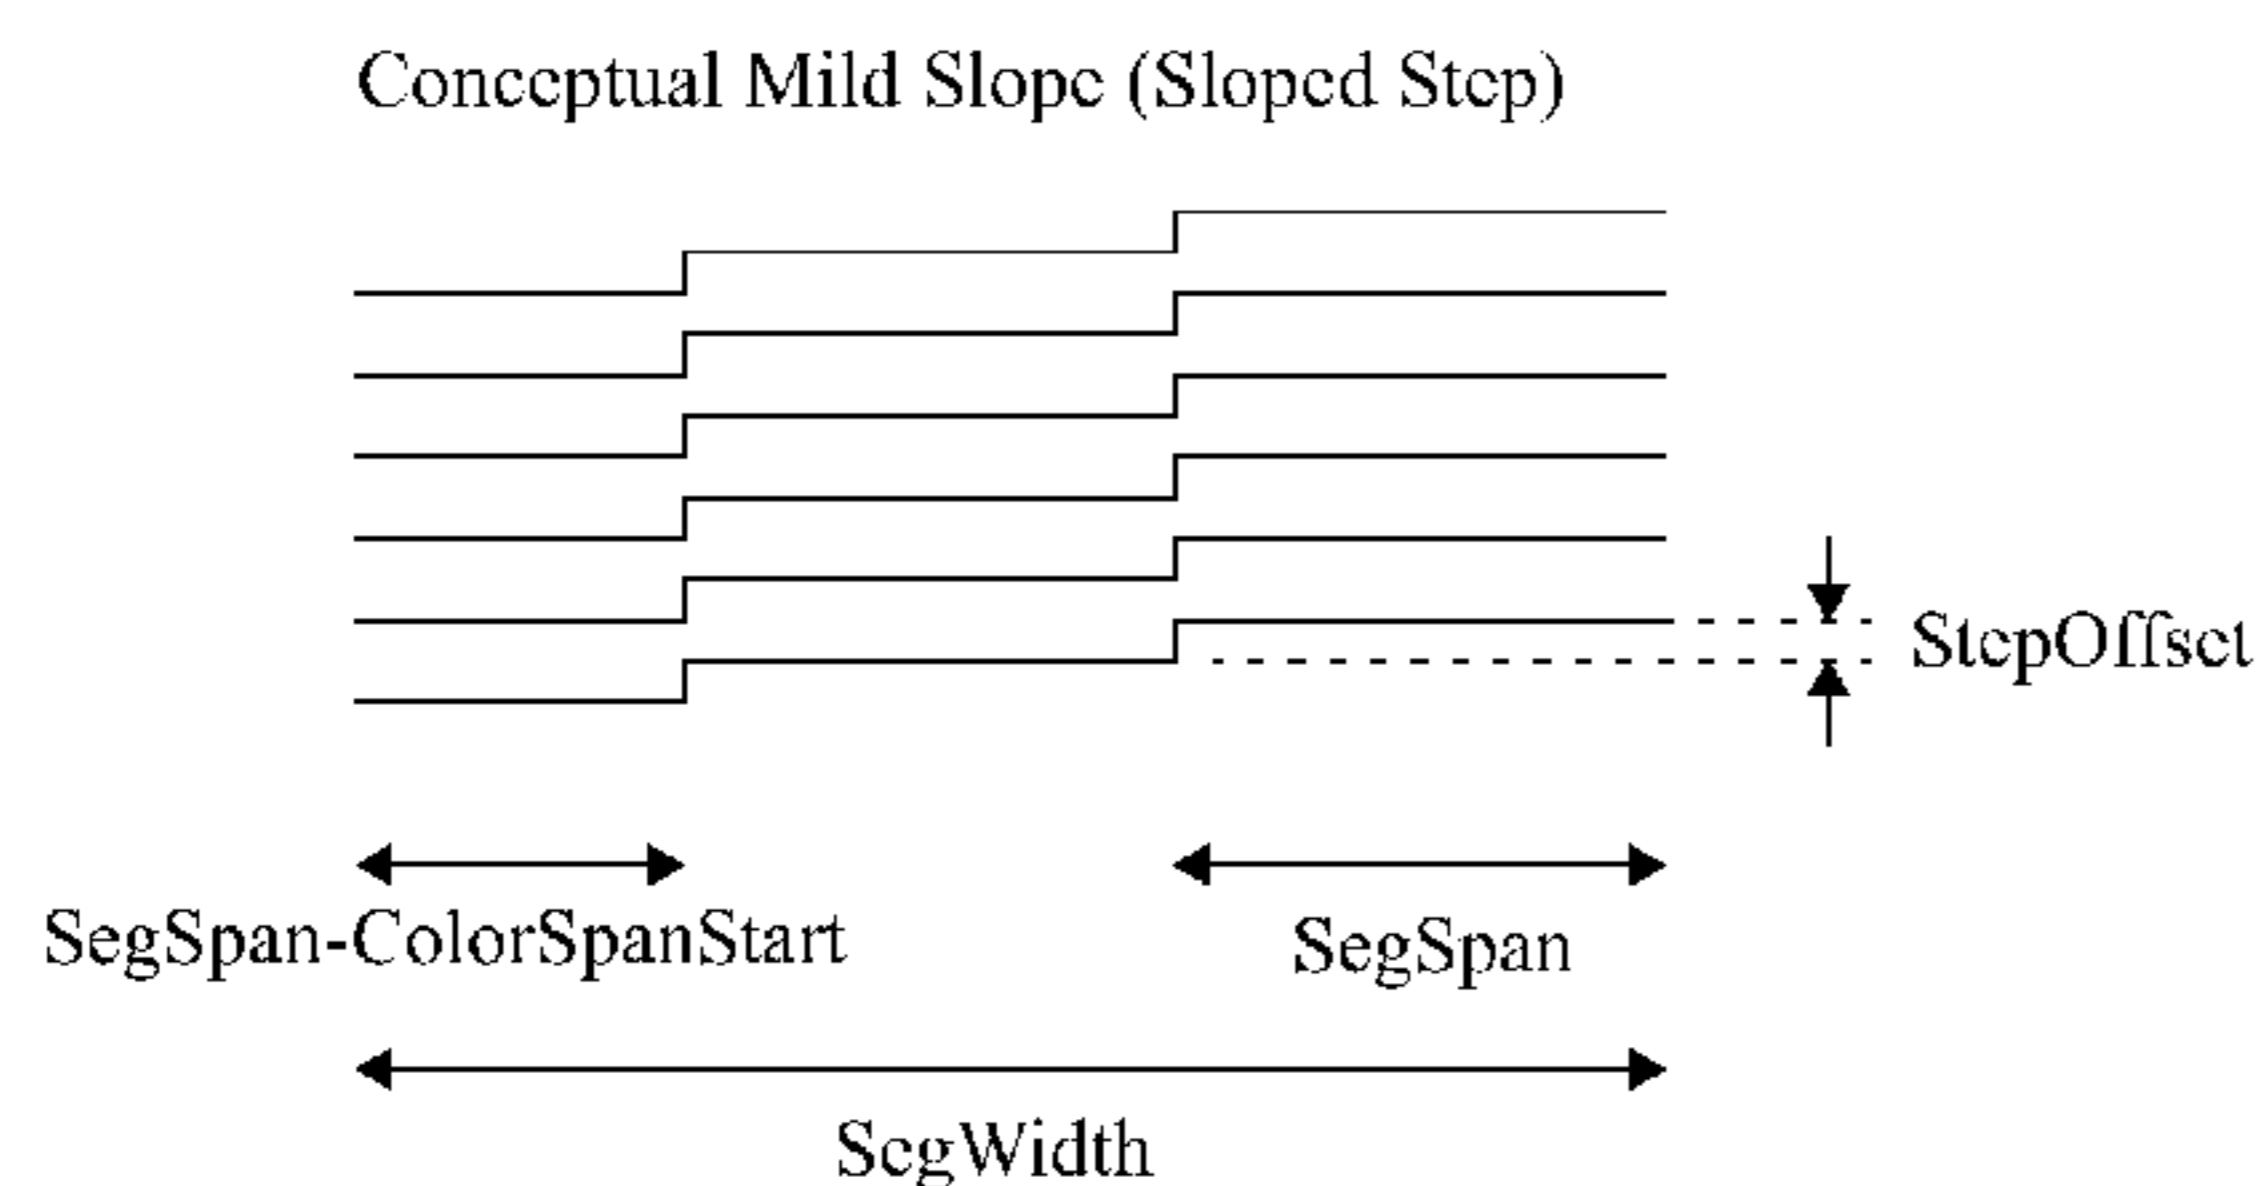 Conceptual Mild Slope (Sloped Step)
StepOffset
SegSpan-ColorSpanStart
SegSpan
SegWidth